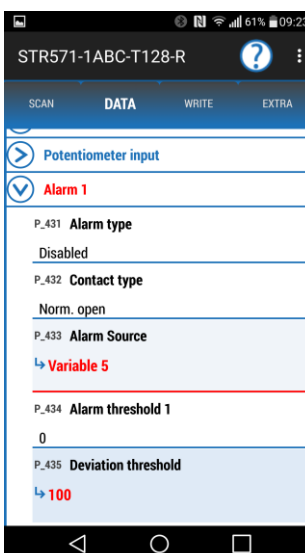 61% 09:23
STR571-1ABC-T128-R ?
SCAN DATA WRITE EXTRA
Potentiometer input
Alarm 1
P_431 Alarm type
Disabled
P_432 Contact type
Norm. open
P_433 Alarm Source
Variable 5
P_434 Alarm threshold 1
0
P_435 Deviation threshold
100